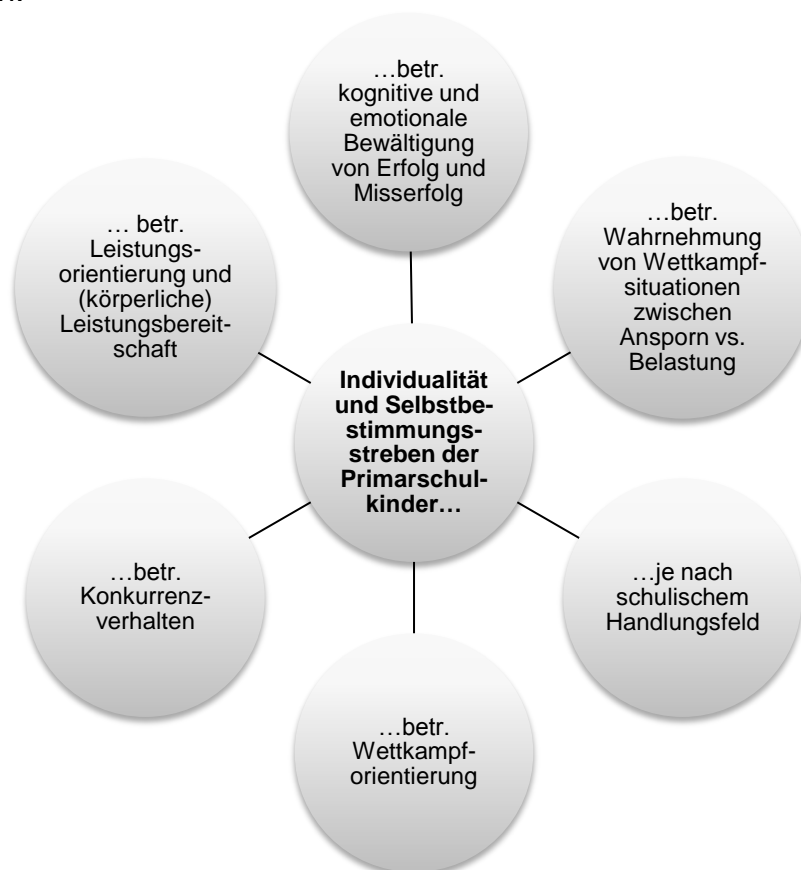 …betr.
kognitive und
emotionale
Bewältigung
von Erfolg und
Misserfolg
…betr.
Wahrnehmung
von Wettkampf-
situationen
zwischen
Ansporn vs.
Belastung
…je nach
schulischem
Handlungsfeld
…betr.
Wettkampf-
orientierung
…betr.
Konkurrenz-
verhalten
… betr.
Leistungs-
orientierung und
(körperliche)
Leistungsbereit-
schaft
Individualität
und Selbstbe-
stimmungs-
streben der
Primarschul-
kinder…